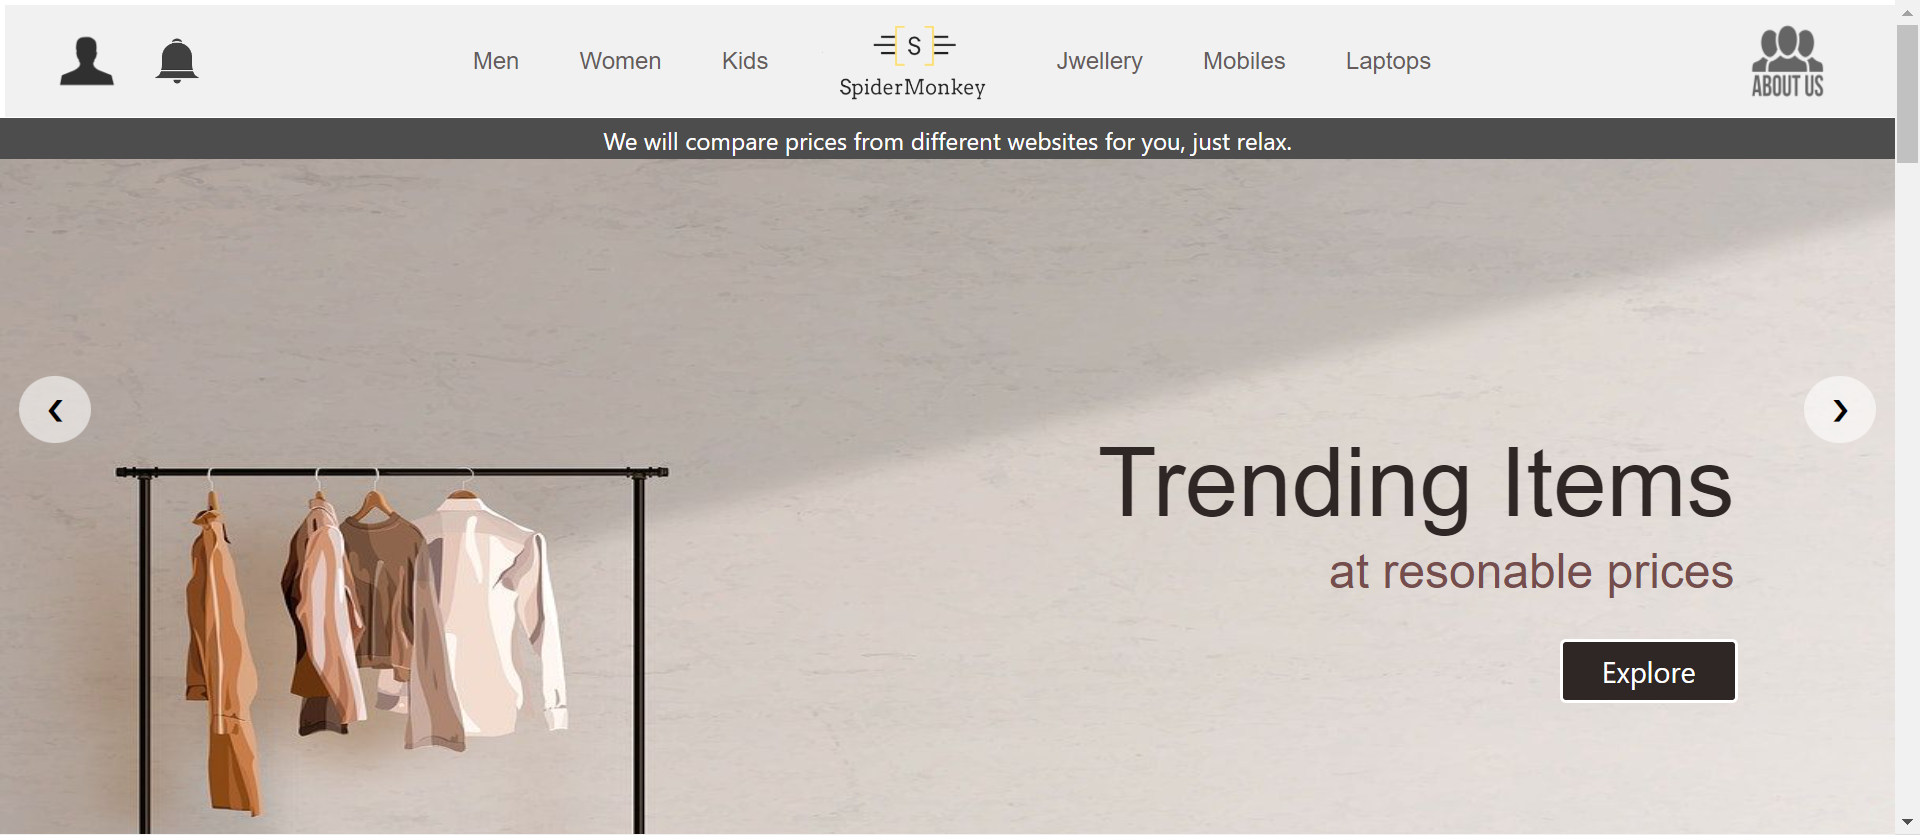 Men Women Kids
S
SpiderMonkey
Jwellery Mobiles Laptops
ABOUT US
We will compare prices from different websites for you, just relax.
Trending Items
at resonable prices
Explore